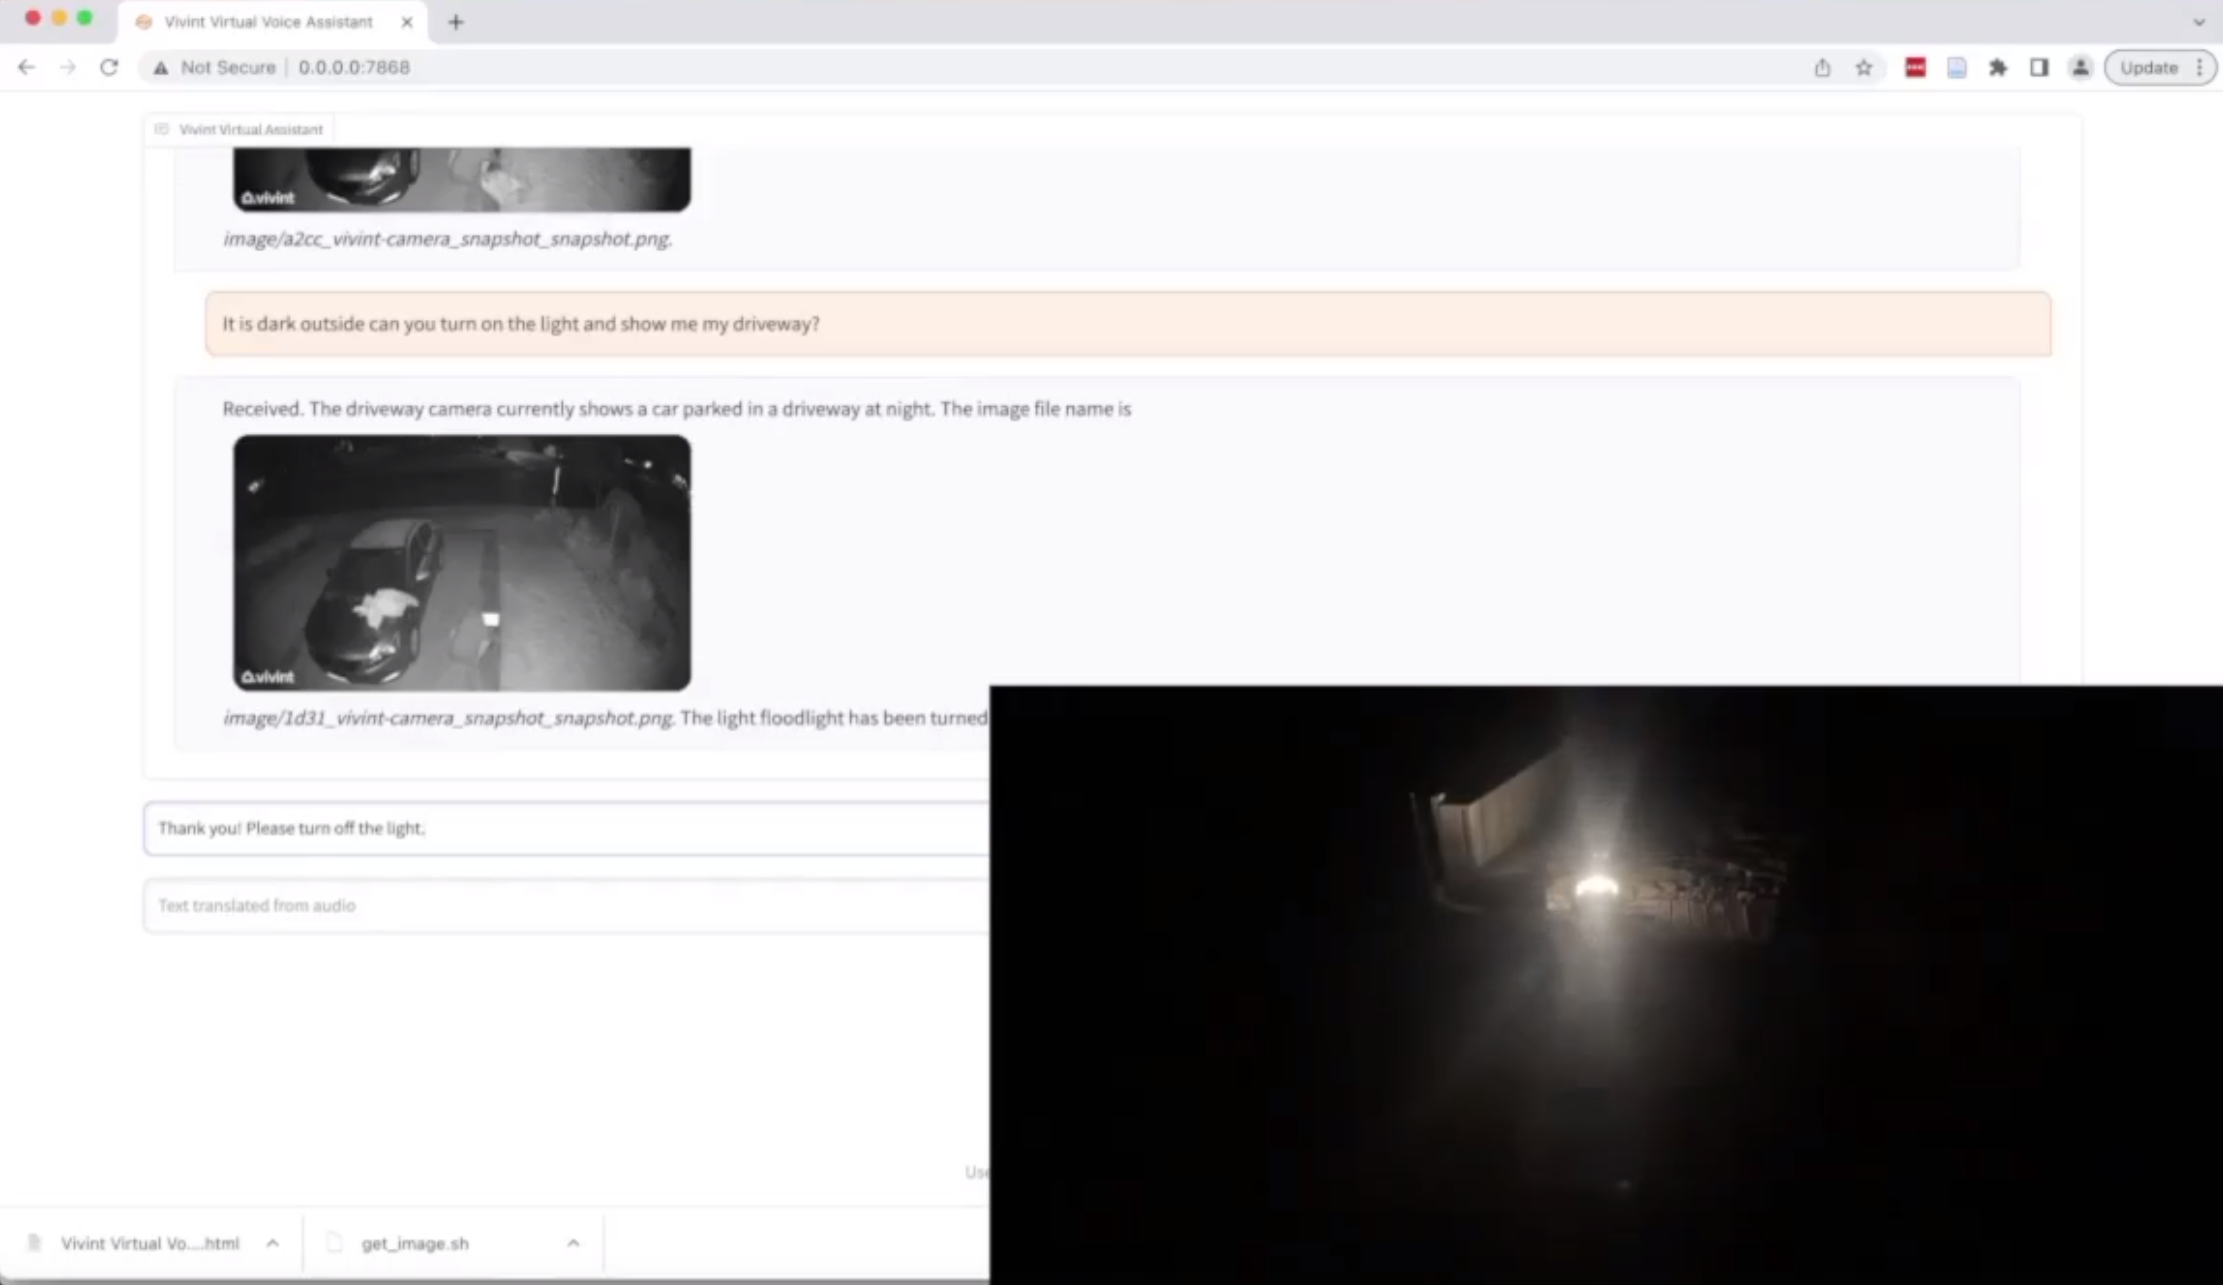 Vivint Virtual Voice Assistant
Not Secure | 0.0.0.0:7868
Update
Vivint Virtual Assistant
vivint
image/a2cc_vivint-camera_snapshot_snapshot.png.
It is dark outside can you turn on the light and show me my driveway?
Received. The driveway camera currently shows a car parked in a driveway at night. The image file name is
vivint
image/1d31_vivint-camera_snapshot_snapshot.png. The light floodlight has been turned
Thank you! Please turn off the light.
Text translated from audio
Use
Vivint Virtual Vo....html
get_image.sh